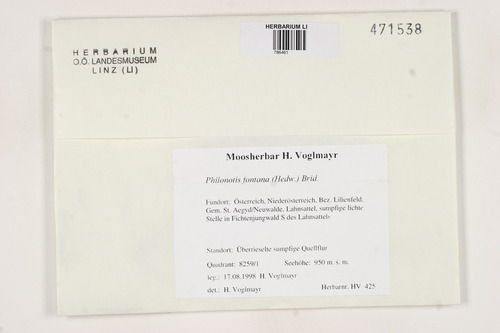 HERBARIUM LI
786461
471538
HERBARIUM
O.Ö. LANDESMUSEUM
LINZ (LI)
Moosherbar H. Voglmayr
Philonotis fontana (Hedw.) Brid.
Fundort: Österreich, Niederösterreich, Bez. Lilienfeld,
Gem. St. Aegyd/Neuwalde, Lahnsattel, sumpfige lichte
Stelle in Fichtenjungwald S des Lahnsattels
Standort: Überrieselte sumpfige Quellflur
Quadrant: 8259/1 Seehöhe: 950 m. s. m.
leg.: 17.08.1998 H. Voglmayr
det.: H. Voglmayr Herbarnr. HV 425